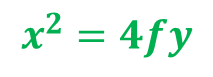 x² = 4fy